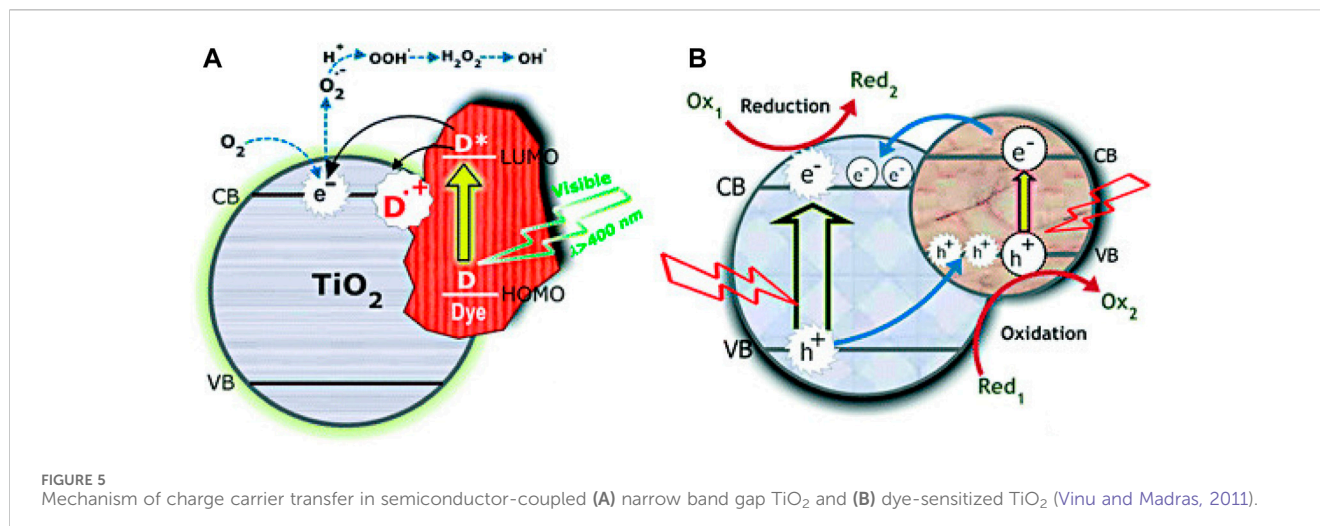 A
H⁺ OOH˙ H₂O₂ OH˙
O₂˙⁻
O₂
D*
LUMO
CB
e⁻
D˙⁺
Visible
λ>400 nm
TiO₂
D
HOMO
Dye
VB
B
Ox₁
Reduction
Red₂
e⁻
CB
CB
e⁻
e⁻ e⁻
h⁺ h⁺
h⁺
VB
Ox₂
VB
h⁺
Oxidation
Red₁
FIGURE 5
Mechanism of charge carrier transfer in semiconductor-coupled (A) narrow band gap TiO₂ and (B) dye-sensitized TiO₂ (Vinu and Madras, 2011).